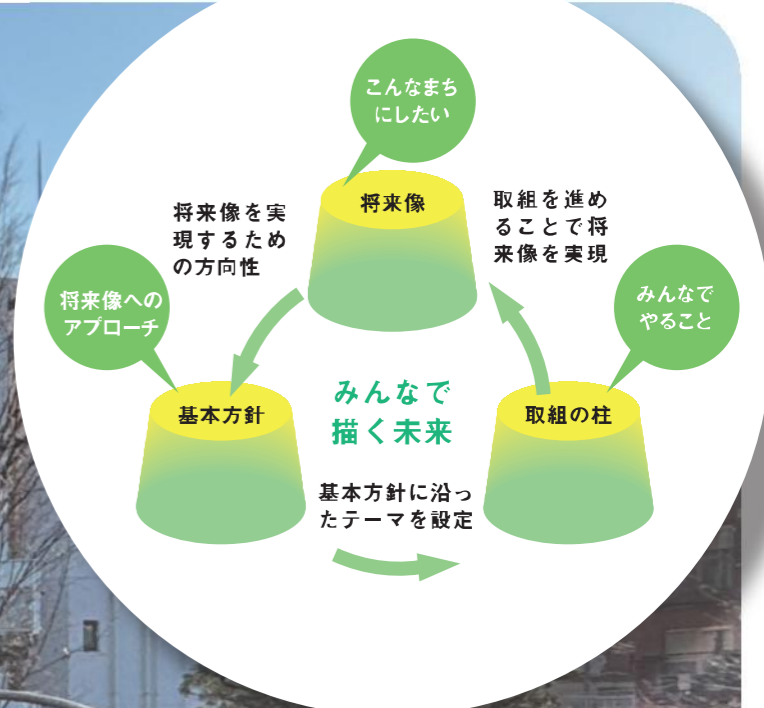 こんなまち
にしたい
将来像
将来像を実
現するため
の方向性
取組を進め
ることで将
来像を実現
将来像への
アプローチ
みんなで
やること
基本方針
みんなで
描く未来
取組の柱
基本方針に沿っ
たテーマを設定